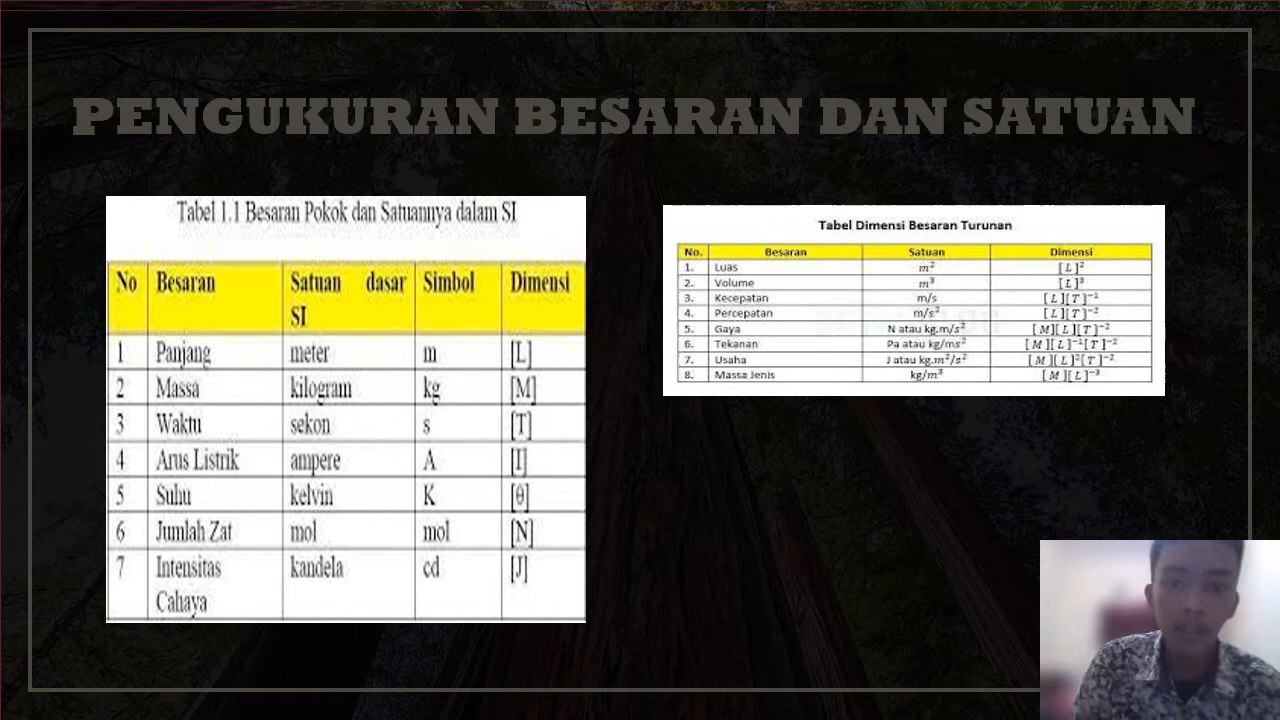 PENGUKURAN BESARAN DAN SATUAN
Tabel 1.1 Besaran Pokok dan Satuannya dalam SI
No Besaran Satuan dasar SI Simbol Dimensi
1 Panjang meter m [L]
2 Massa kilogram kg [M]
3 Waktu sekon s [T]
4 Arus Listrik ampere A [I]
5 Suhu kelvin K [θ]
6 Jumlah Zat mol mol [N]
7 Intensitas Cahaya kandela cd [J]
Tabel Dimensi Besaran Turunan
No. Besaran Satuan Dimensi
1. Luas m² [L]²
2. Volume m³ [L]³
3. Kecepatan m/s [L][T]⁻¹
4. Percepatan m/s² [L][T]⁻²
5. Gaya N atau kg.m/s² [M][L][T]⁻²
6. Tekanan Pa atau kg/ms² [M][L]⁻¹[T]⁻²
7. Usaha J atau kg.m²/s² [M][L]²[T]⁻²
8. Massa Jenis kg/m³ [M][L]⁻³